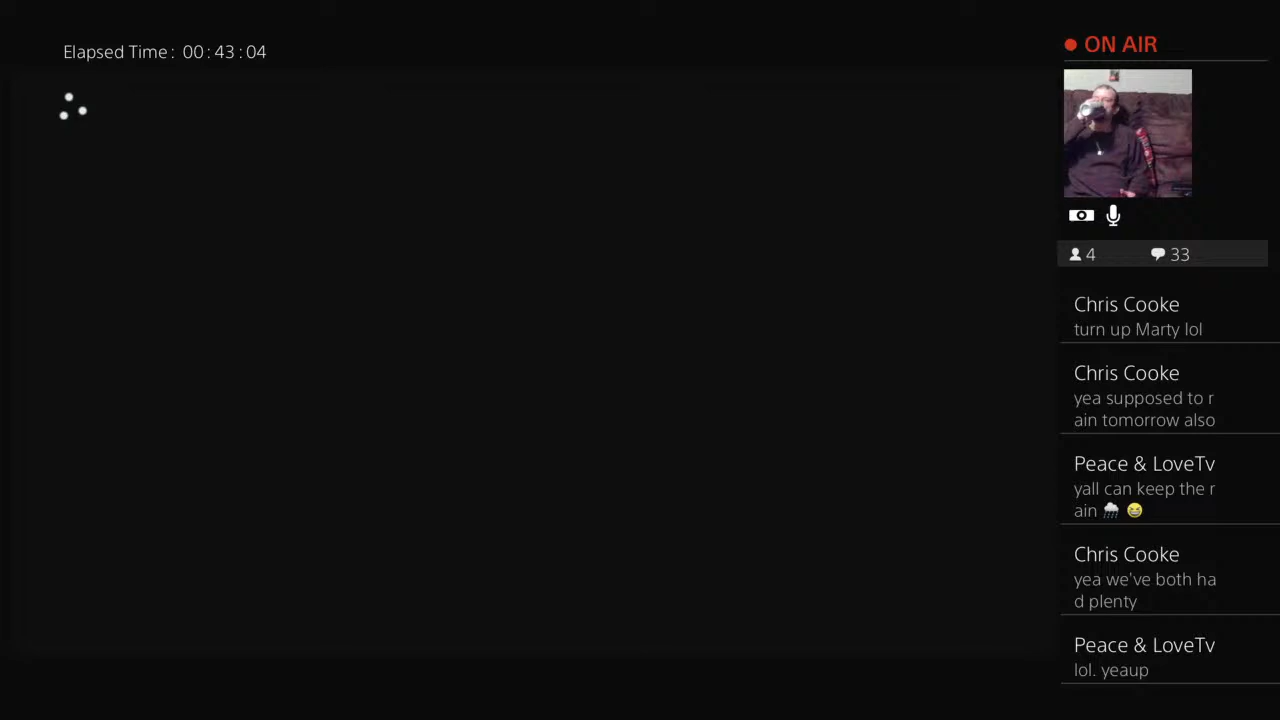 Elapsed Time: 00:43:04
ON AIR
4 33
Chris Cooke
turn up Marty lol
Chris Cooke
yea supposed to r
ain tomorrow also
Peace & LoveTv
yall can keep the r
ain 🌧 😆
Chris Cooke
yea we've both ha
d plenty
Peace & LoveTv
lol. yeaup